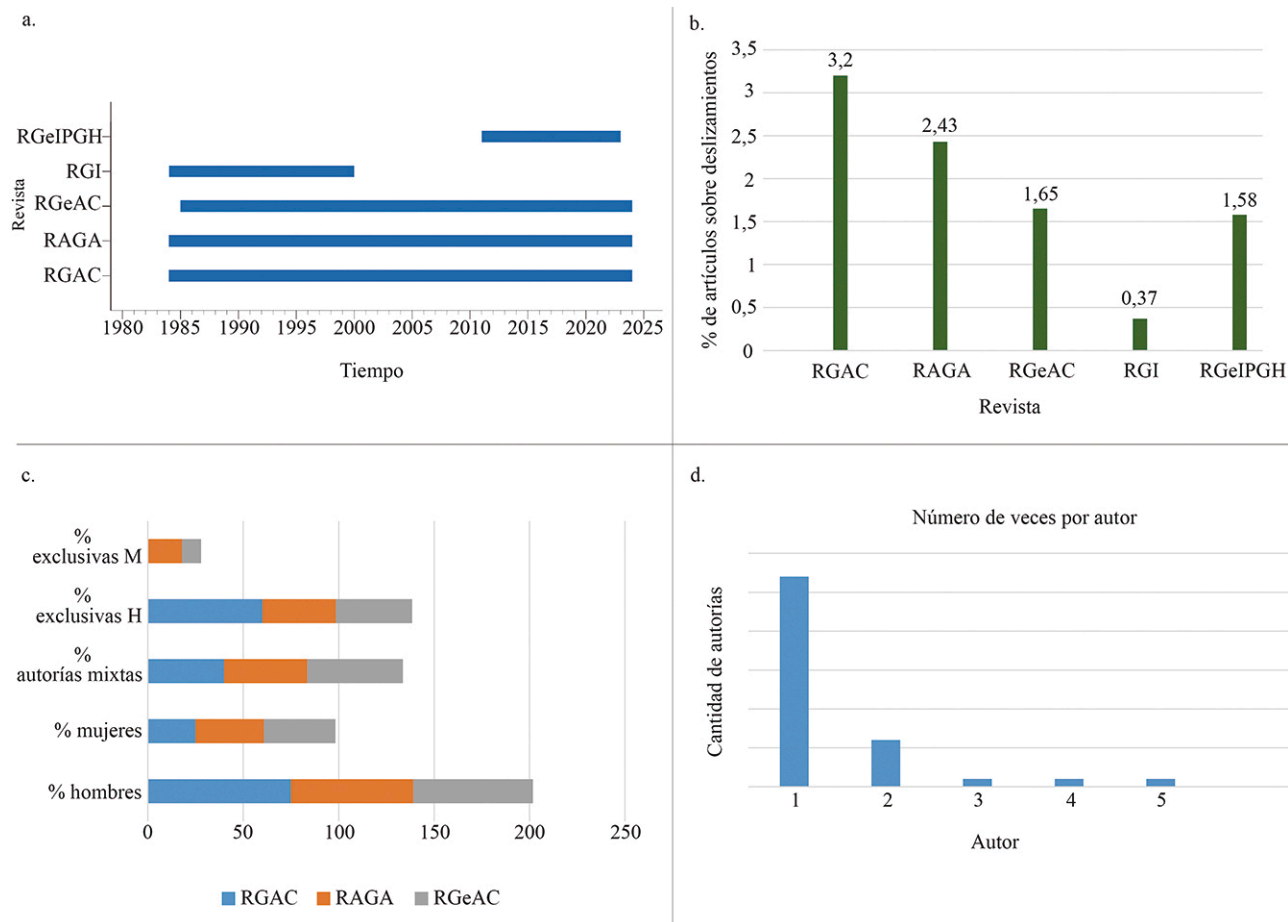 a.
RGeIPGH
RGI
RGeAC
RAGA
RGAC
Revista
1980 1985 1990 1995 2000 2005 2010 2015 2020 2025
Tiempo
b.
3,5
3
2,5
2
1,5
1
0,5
0
% de artículos sobre deslizamientos
3,2
2,43
1,65
0,37
1,58
RGAC RAGA RGeAC RGI RGeIPGH
Revista
c.
%
exclusivas M
%
exclusivas H
%
autorías mixtas
% mujeres
% hombres
0 50 100 150 200 250
RGAC RAGA RGeAC
d.
Número de veces por autor
Cantidad de autorías
1 2 3 4 5
Autor